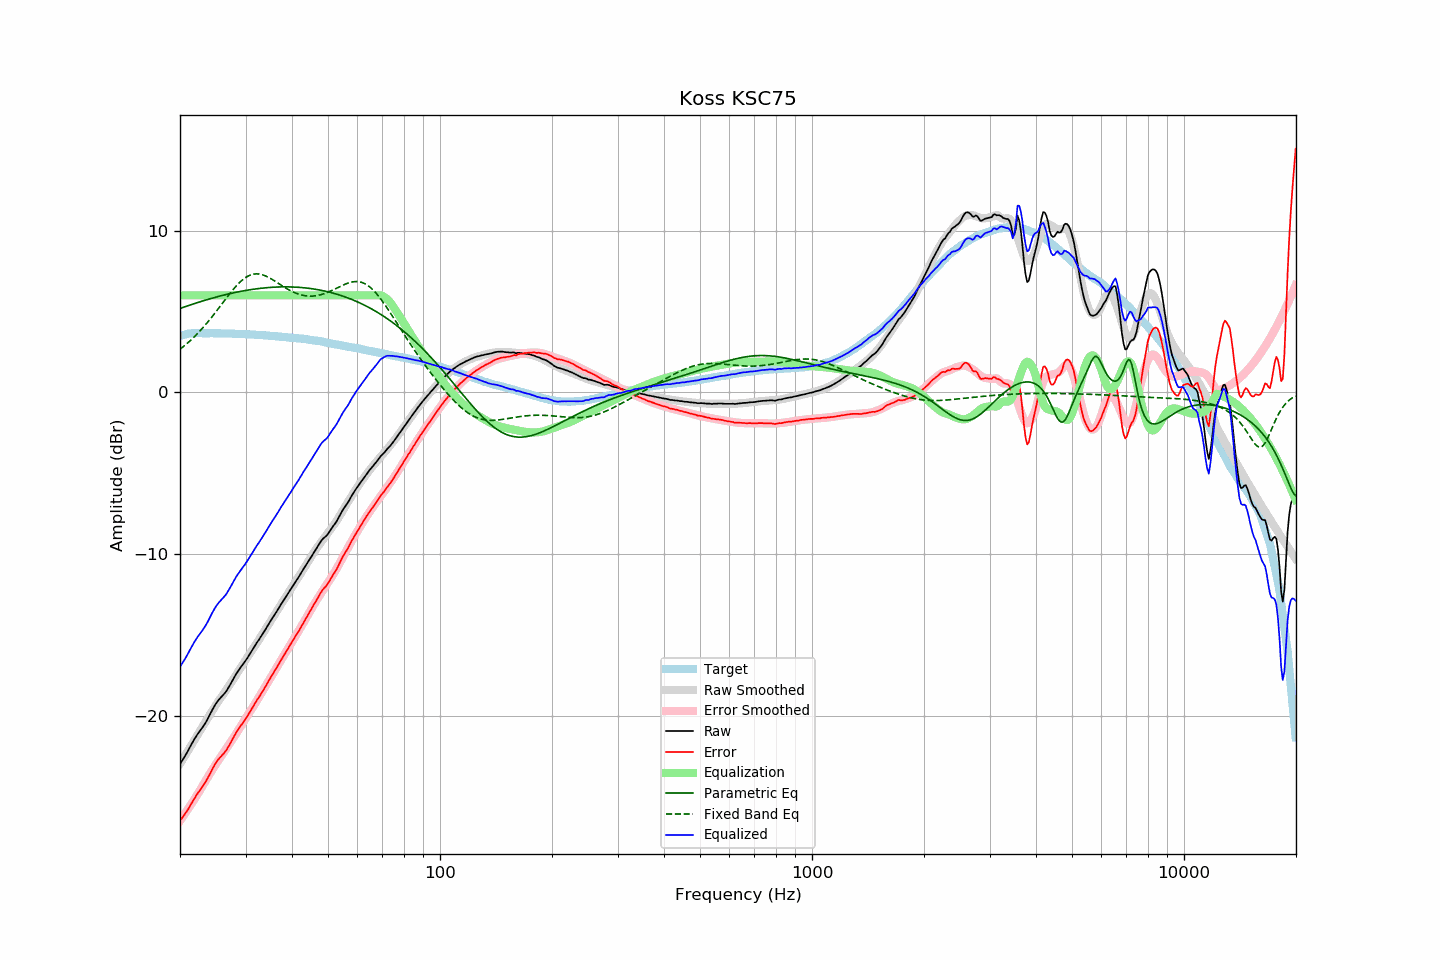 Koss KSC75
Amplitude (dBr)
10
0
−10
−20
Target
Raw Smoothed
Error Smoothed
Raw
Error
Equalization
Parametric Eq
Fixed Band Eq
Equalized
100
1000
10000
Frequency (Hz)